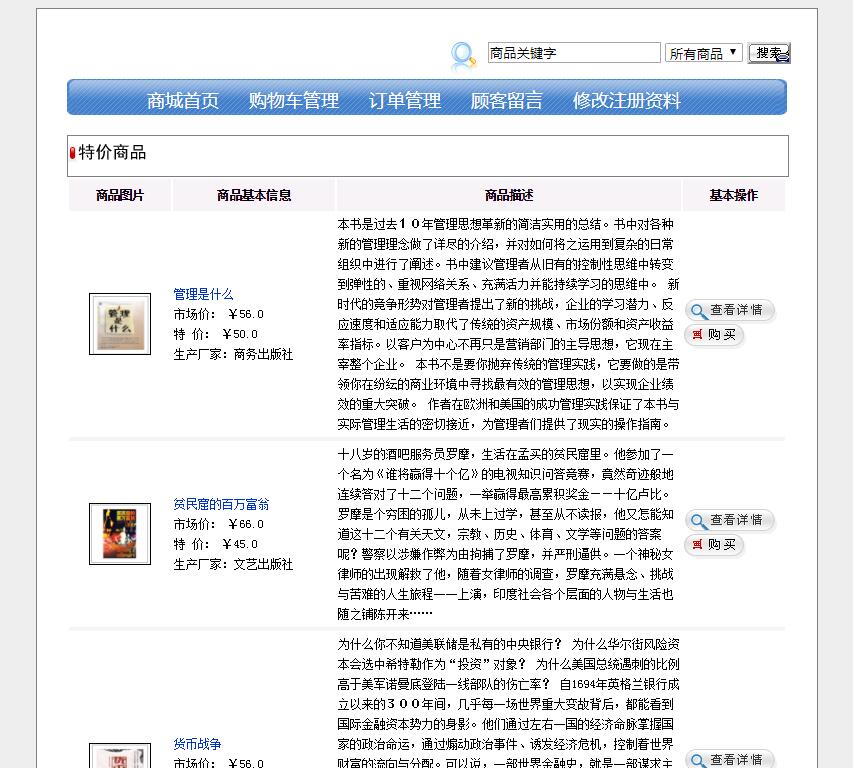 商品关键字 所有商品 搜索
商城首页 购物车管理 订单管理 顾客留言 修改注册资料
特价商品
商品图片 商品基本信息 商品描述 基本操作
管理是什么
市场价： ￥56.0
特 价： ￥50.0
生产厂家：商务出版社
本书是过去１０年管理思想革新的简洁实用的总结。书中对各种
新的管理理念做了详尽的介绍，并对如何将之运用到复杂的日常
组织中进行了阐述。书中建议管理者从旧有的控制性思维中转变
到弹性的、重视网络关系、充满活力并能持续学习的思维中。 新
时代的竞争形势对管理者提出了新的挑战，企业的学习潜力、反
应速度和适应能力取代了传统的资产规模、市场份额和资产收益
率指标。以客户为中心不再只是营销部门的主导思想，它现在主
宰整个企业。 本书不是要你抛弃传统的管理实践，它要做的是带
领你在纷纭的商业环境中寻找最有效的管理思想，以实现企业绩
效的重大突破。 作者在欧洲和美国的成功管理实践保证了本书与
实际管理生活的密切接近，为管理者们提供了现实的操作指南。
查看详情
购买
贫民窟的百万富翁
市场价： ￥66.0
特 价： ￥45.0
生产厂家：文艺出版社
十八岁的酒吧服务员罗摩，生活在孟买的贫民窟里。他参加了一
个名为《谁将赢得十个亿》的电视知识问答竞赛，竟然奇迹般地
连续答对了十二个问题，一举赢得最高累积奖金－－十亿卢比。
罗摩是个穷困的孤儿，从未上过学，甚至从不读报，他又怎能知
道这十二个有关天文，宗教、历史、体育、文学等问题的答案
呢？警察以涉嫌作弊为由拘捕了罗摩，并严刑逼供。一个神秘女
律师的出现解救了他，随着女律师的调查，罗摩充满悬念、挑战
与苦难的人生旅程一一上演，印度社会各个层面的人物与生活也
随之铺陈开来……
查看详情
购买
货币战争
市场价： ￥56.0
为什么你不知道美联储是私有的中央银行？ 为什么华尔街风险资
本会选中希特勒作为“投资”对象？ 为什么美国总统遇刺的比例
高于美军诺曼底登陆一线部队的伤亡率？ 自1694年英格兰银行成
立以来的３００年间，几乎每一场世界重大变故背后，都能看到
国际金融资本势力的身影。他们通过左右一国的经济命脉掌握国
家的政治命运，通过煽动政治事件、诱发经济危机，控制着世界
财富的流向与分配。可以说，一部世界金融史，就是一部谋求主
查看详情